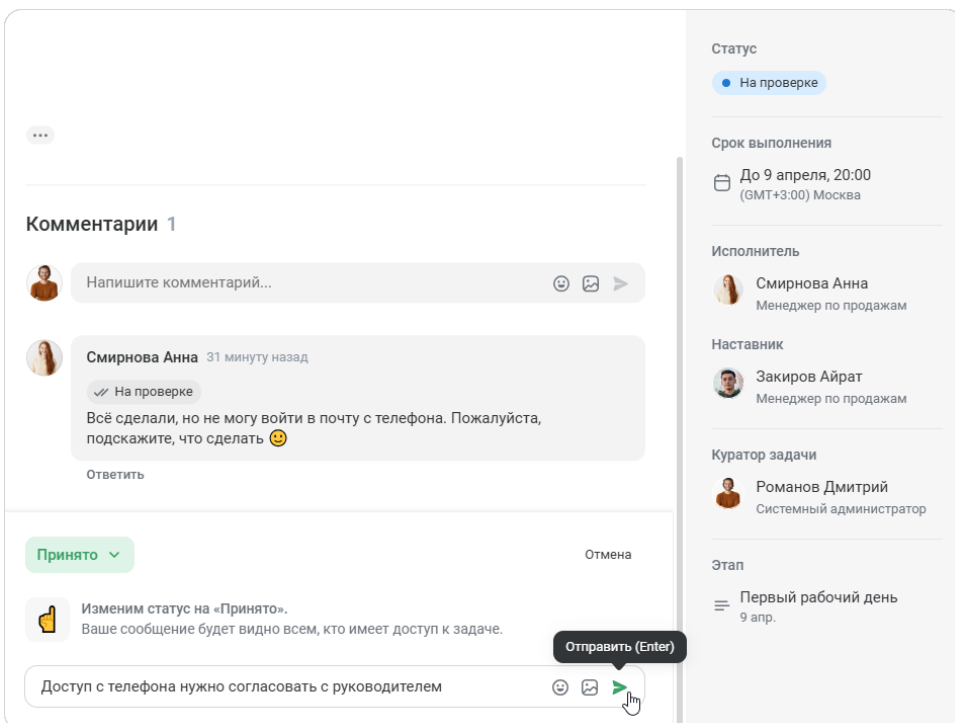 Комментарии 1
Напишите комментарий...
Смирнова Анна 31 минуту назад
На проверке
Всё сделали, но не могу войти в почту с телефона. Пожалуйста,
подскажите, что сделать
Ответить
Принято
Отмена
Изменим статус на «Принято».
Ваше сообщение будет видно всем, кто имеет доступ к задаче.
Отправить (Enter)
Доступ с телефона нужно согласовать с руководителем
Статус
На проверке
Срок выполнения
До 9 апреля, 20:00
(GMT+3:00) Москва
Исполнитель
Смирнова Анна
Менеджер по продажам
Наставник
Закиров Айрат
Менеджер по продажам
Куратор задачи
Романов Дмитрий
Системный администратор
Этап
Первый рабочий день
9 апр.